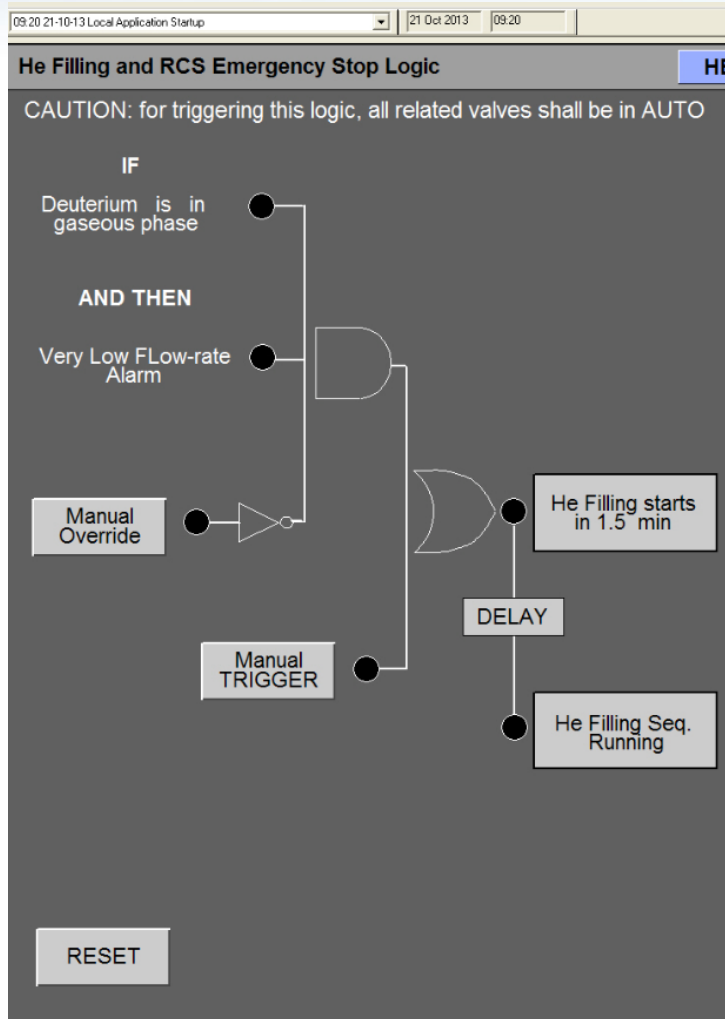 09:20 21-10-13 Local Application Startup
21 Oct 2013
09:20
He Filling and RCS Emergency Stop Logic
HE
CAUTION: for triggering this logic, all related valves shall be in AUTO
IF
Deuterium is in
gaseous phase
AND THEN
Very Low FLow-rate
Alarm
Manual
Override
He Filling starts
in 1.5 min
DELAY
Manual
TRIGGER
He Filling Seq.
Running
RESET